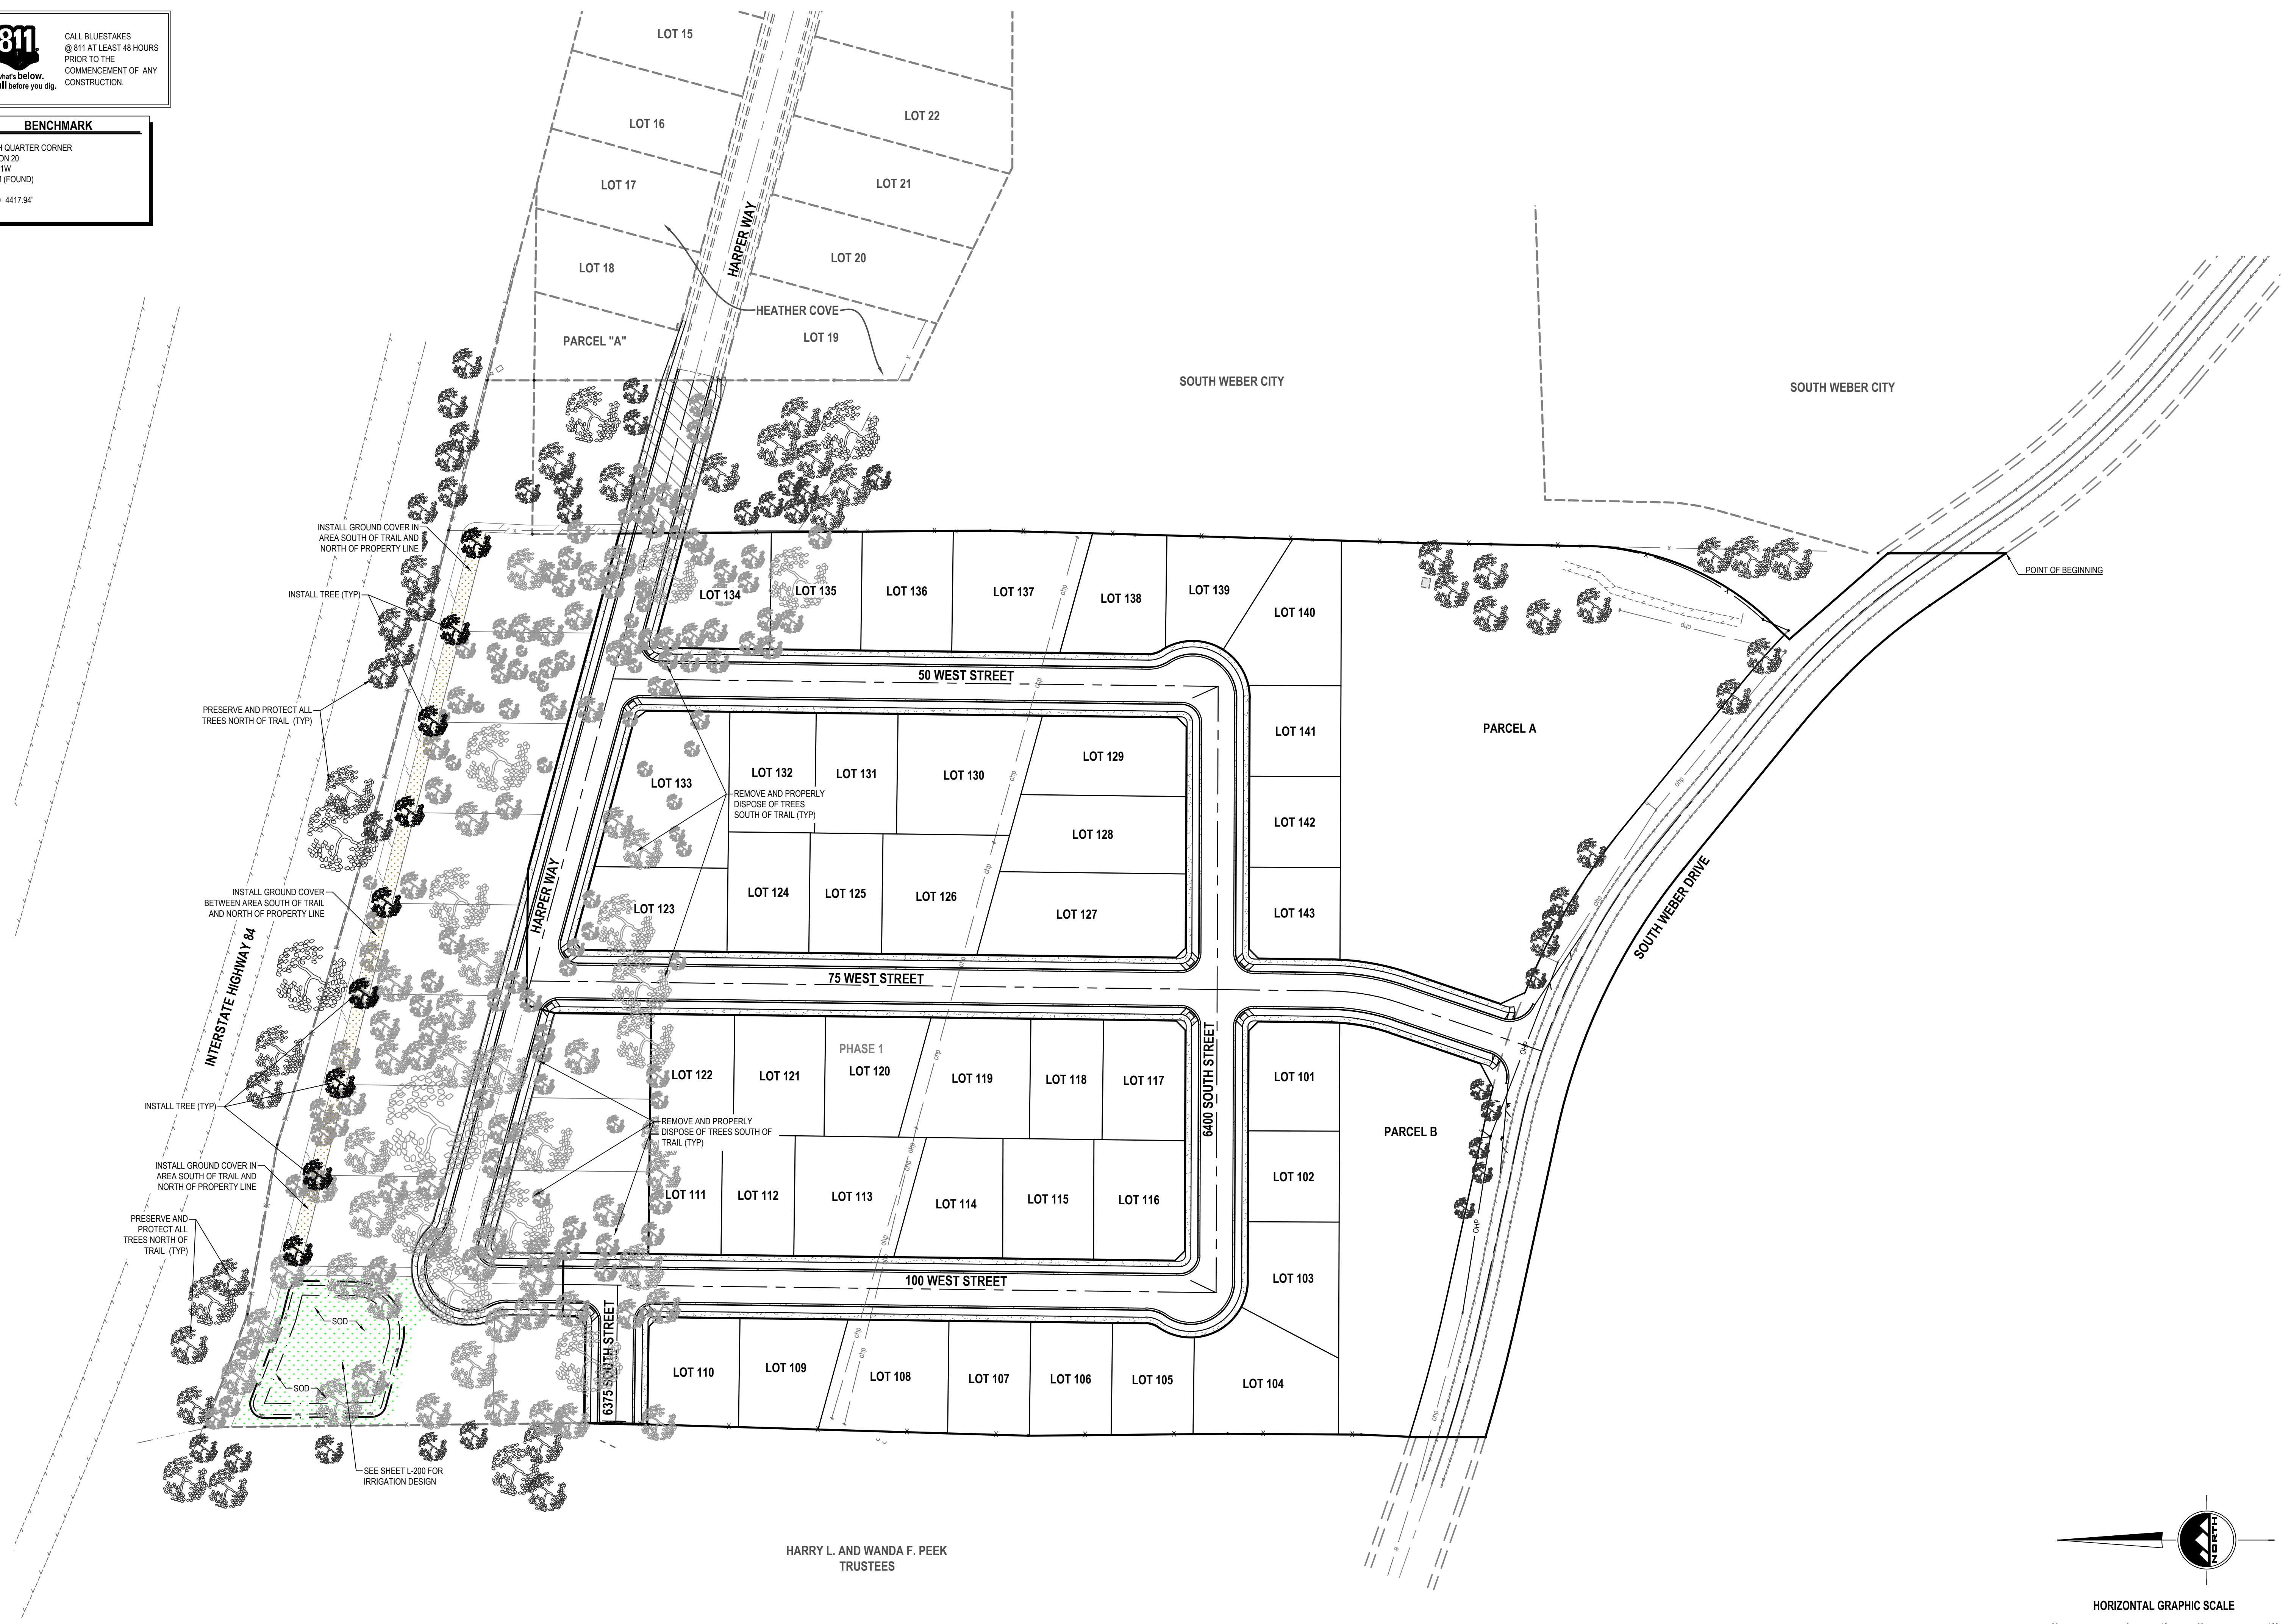 811
CALL BLUESTAKES
@ 811 AT LEAST 48 HOURS
PRIOR TO THE
COMMENCEMENT OF ANY
CONSTRUCTION.
what's below.
before you dig.
BENCHMARK
QUARTER CORNER
ON 20
1W
(FOUND)
4417.94'
LOT 15
LOT 16
LOT 22
LOT 17
LOT 21
HARPER WAY
LOT 18
LOT 20
HEATHER COVE
PARCEL "A"
LOT 19
SOUTH WEBER CITY
SOUTH WEBER CITY
INSTALL GROUND COVER IN
AREA SOUTH OF TRAIL AND
NORTH OF PROPERTY LINE
POINT OF BEGINNING
INSTALL TREE (TYP)
LOT 134
LOT 135
LOT 136
LOT 137
LOT 138
LOT 139
LOT 140
50 WEST STREET
PRESERVE AND PROTECT ALL
TREES NORTH OF TRAIL (TYP)
LOT 141
PARCEL A
LOT 133
LOT 132
LOT 131
LOT 130
LOT 129
REMOVE AND PROPERLY
DISPOSE OF TREES
SOUTH OF TRAIL (TYP)
LOT 128
LOT 142
HARPER WAY
INSTALL GROUND COVER
BETWEEN AREA SOUTH OF TRAIL
AND NORTH OF PROPERTY LINE
LOT 123
LOT 124
LOT 125
LOT 126
LOT 127
LOT 143
SOUTH WEBER DRIVE
INTERSTATE HIGHWAY 84
75 WEST STREET
PHASE 1
LOT 122
LOT 121
LOT 120
LOT 119
LOT 118
LOT 117
6400 SOUTH STREET
LOT 101
INSTALL TREE (TYP)
REMOVE AND PROPERLY
DISPOSE OF TREES SOUTH OF
TRAIL (TYP)
PARCEL B
INSTALL GROUND COVER IN
AREA SOUTH OF TRAIL AND
NORTH OF PROPERTY LINE
LOT 111
LOT 112
LOT 113
LOT 114
LOT 115
LOT 116
LOT 102
PRESERVE AND
PROTECT ALL
TREES NORTH OF
TRAIL (TYP)
100 WEST STREET
LOT 103
SOD
6375 SOUTH STREET
SOD
LOT 110
LOT 109
LOT 108
LOT 107
LOT 106
LOT 105
LOT 104
SEE SHEET L-200 FOR
IRRIGATION DESIGN
HARRY L. AND WANDA F. PEEK
TRUSTEES
NORTH
HORIZONTAL GRAPHIC SCALE